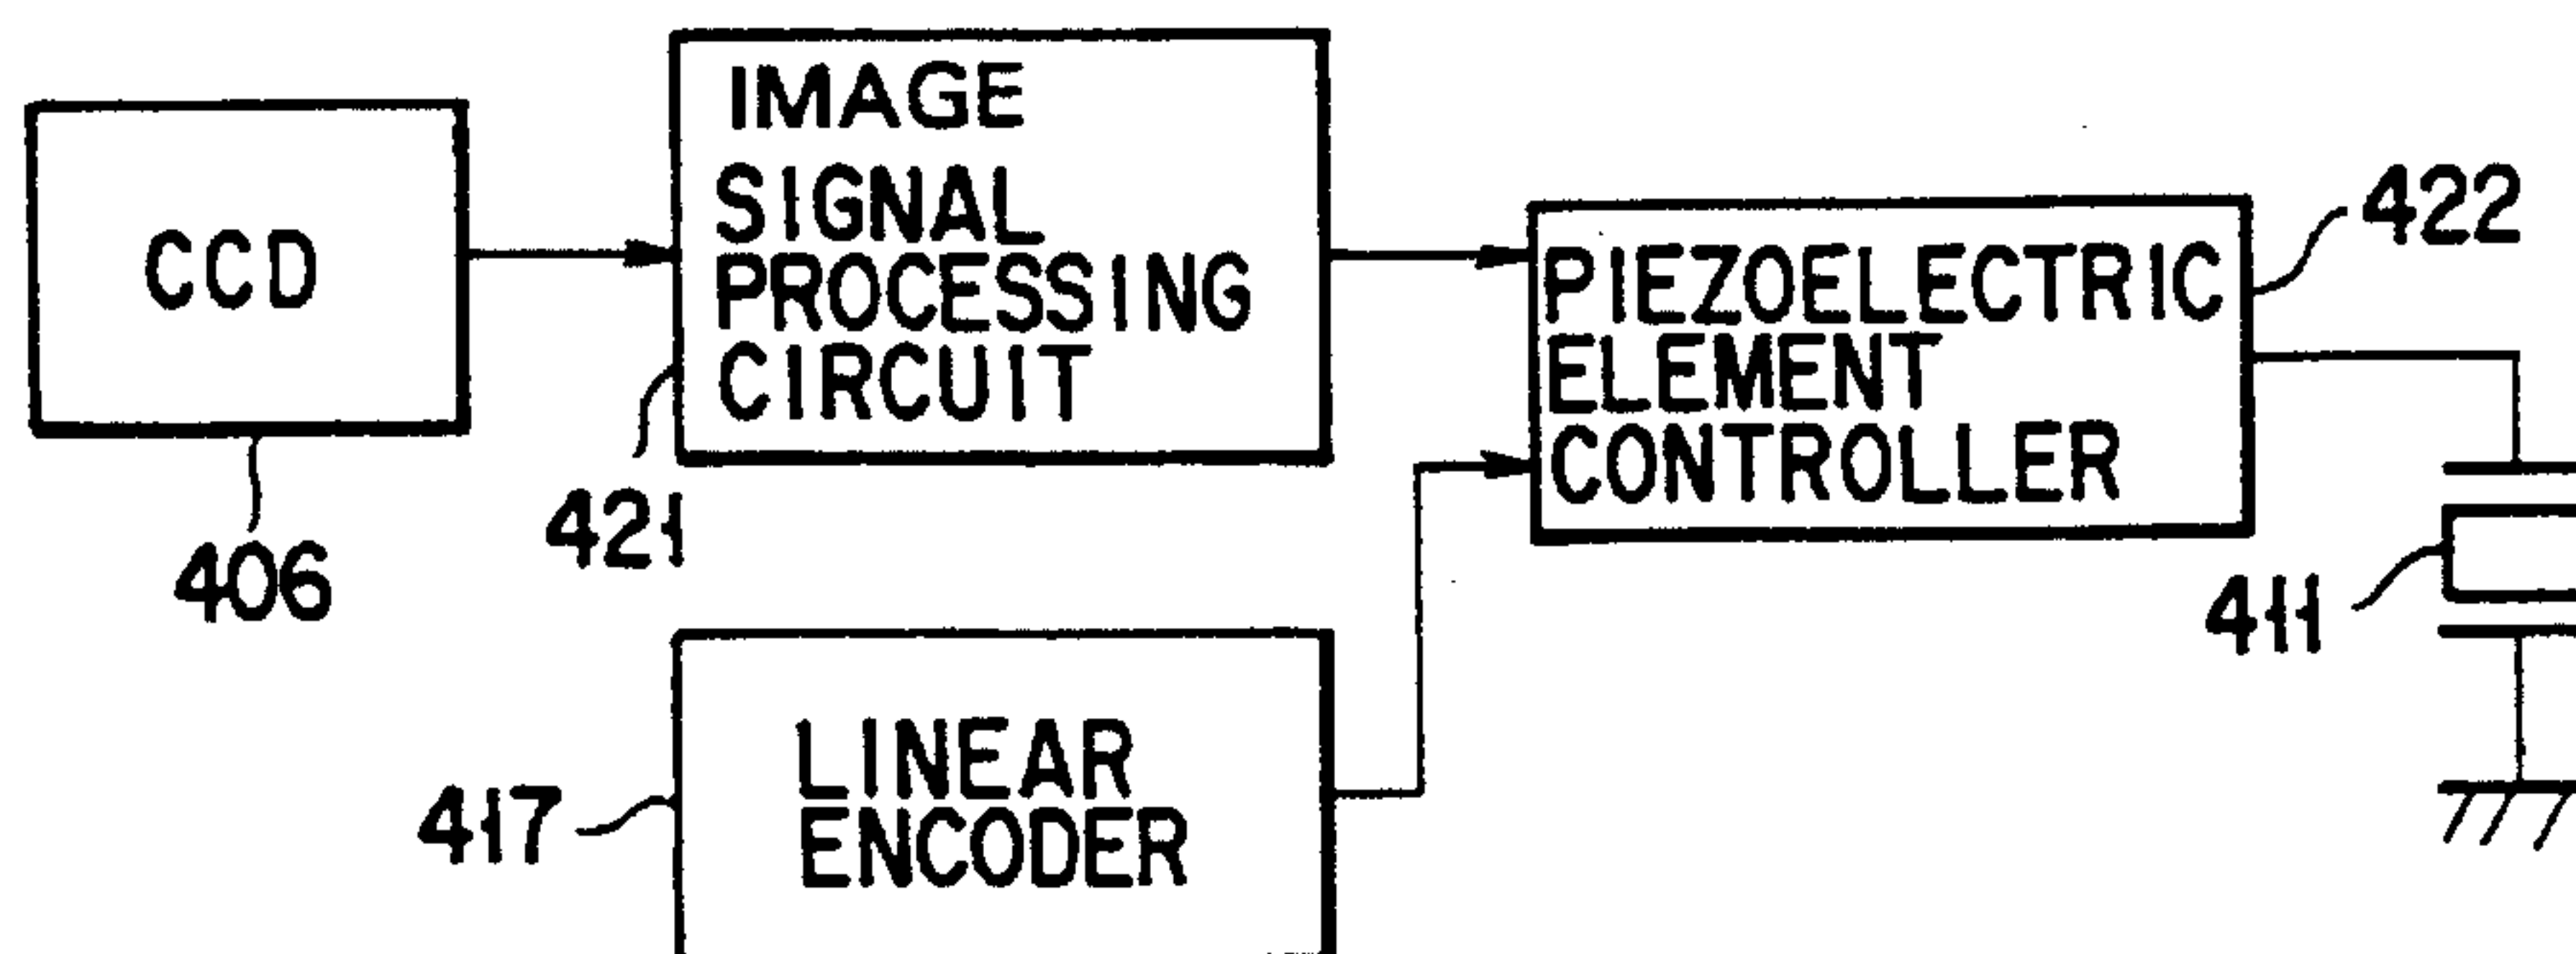 CCD
406
IMAGE
SIGNAL
PROCESSING
CIRCUIT
421
PIEZOELECTRIC
ELEMENT
CONTROLLER
422
411
LINEAR
ENCODER
417